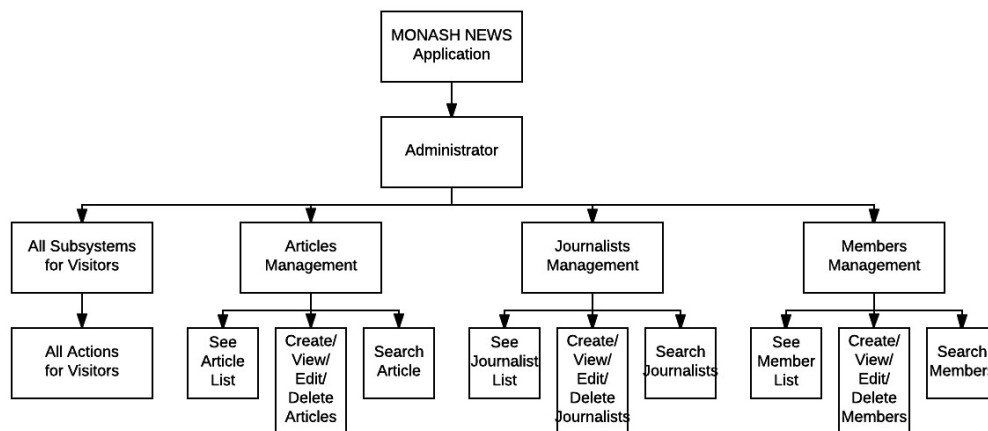 MONASH NEWS
Application
Administrator
All Subsystems
for Visitors
Articles
Management
Journalists
Management
Members
Management
All Actions
for Visitors
See
Article
List
Create/
View/
Edit/
Delete
Articles
Search
Article
See
Journalist
List
Create/
View/
Edit/
Delete
Journalists
Search
Journalists
See
Member
List
Create/
View/
Edit/
Delete
Members
Search
Members